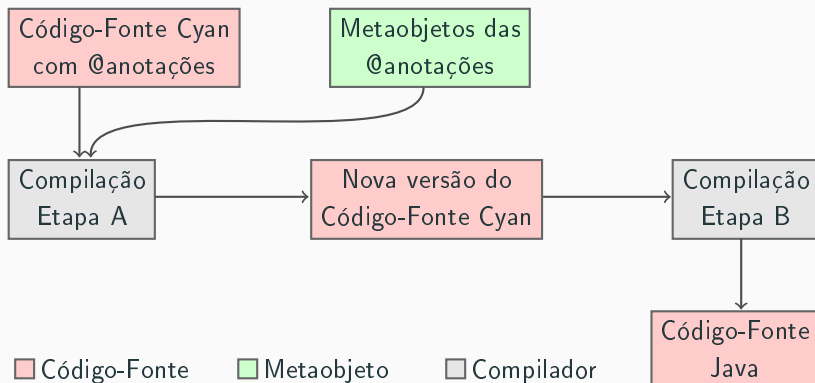 Código-Fonte Cyan
com @anotações
Metaobjetos das
@anotações
Compilação
Etapa A
Nova versão do
Código-Fonte Cyan
Compilação
Etapa B
Código-Fonte
Java
Código-Fonte
Metaobjeto
Compilador